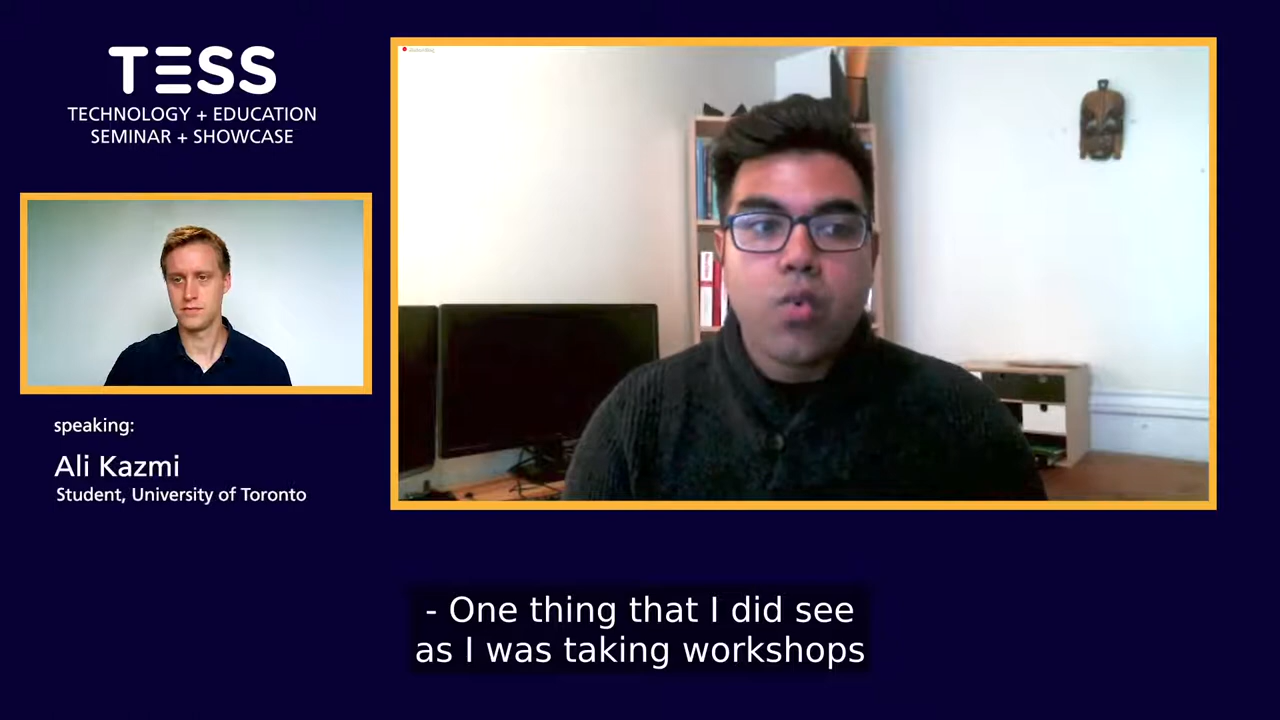 TESS
TECHNOLOGY + EDUCATION
SEMINAR + SHOWCASE
speaking:
Ali Kazmi
Student, University of Toronto
- One thing that I did see
as I was taking workshops